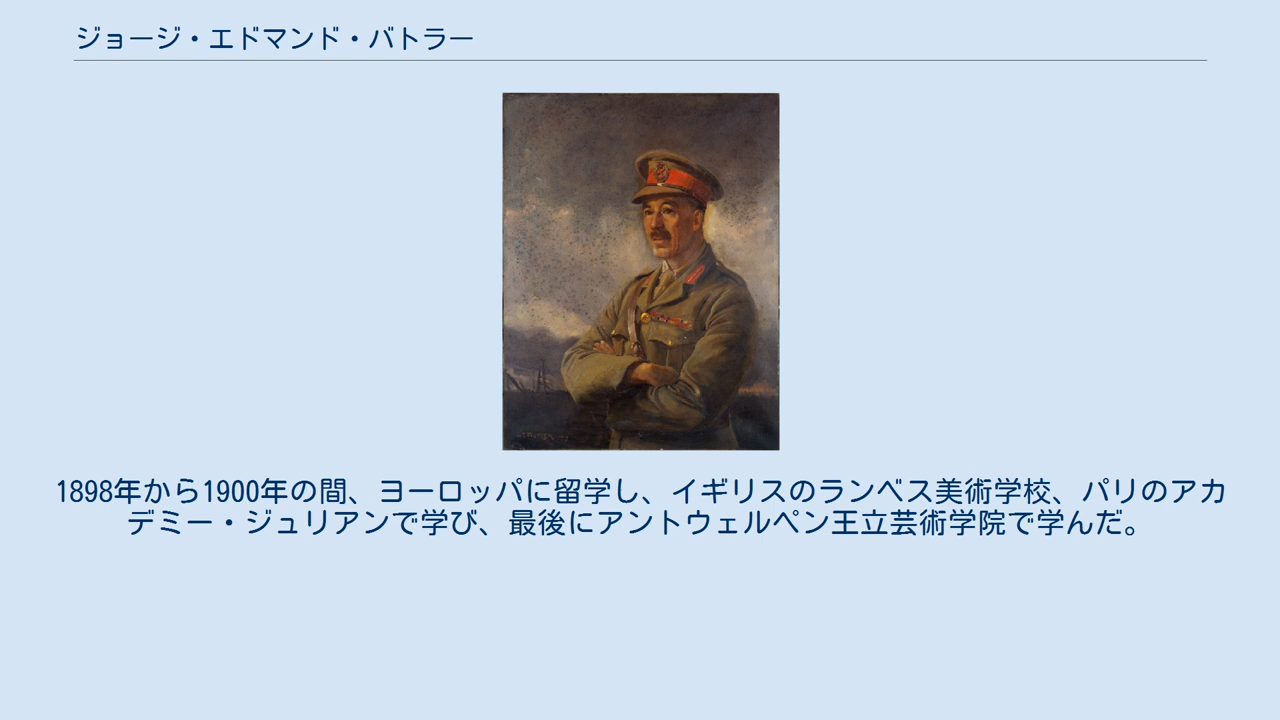 ジョージ・エドマンド・バトラー
1898年から1900年の間、ヨーロッパに留学し、イギリスのランベス美術学校、パリのアカ
デミー・ジュリアンで学び、最後にアントウェルペン王立芸術学院で学んだ。